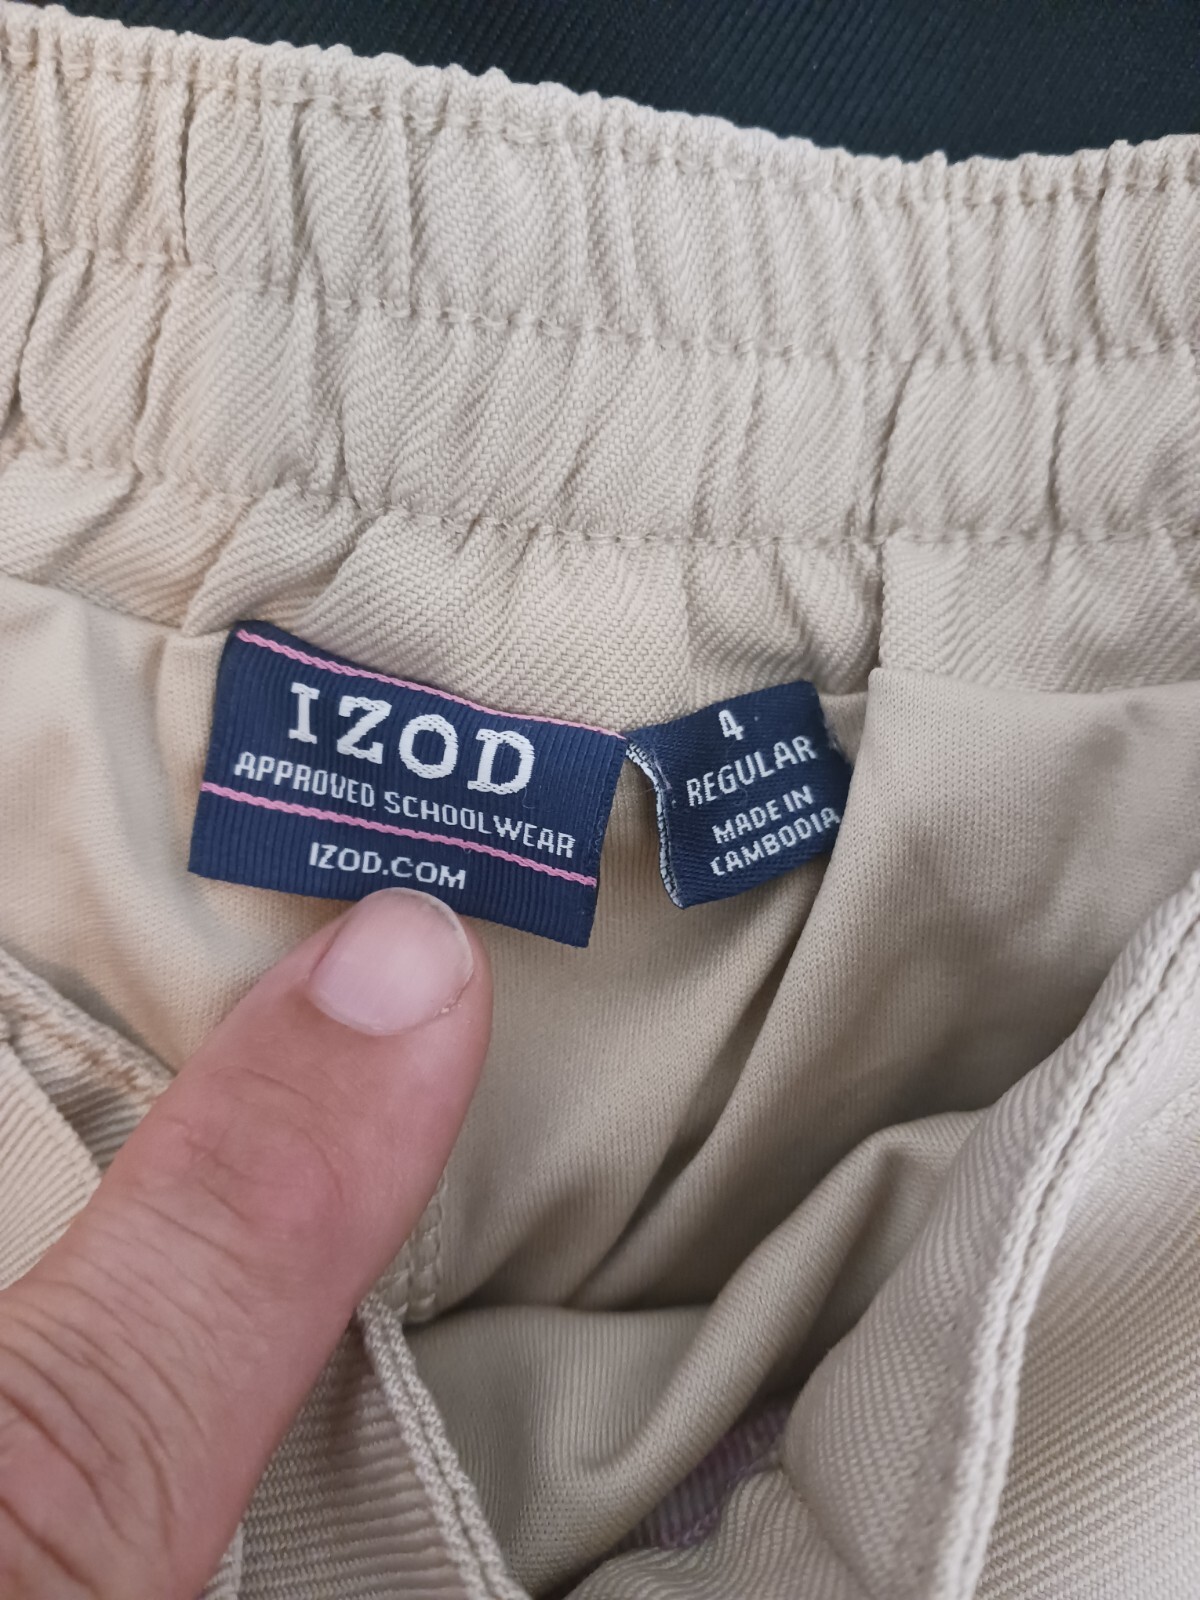 IZOD
APPROVED SCHOOLWEAR
IZOD.COM
4
REGULAR
MADE IN
CAMBODIA